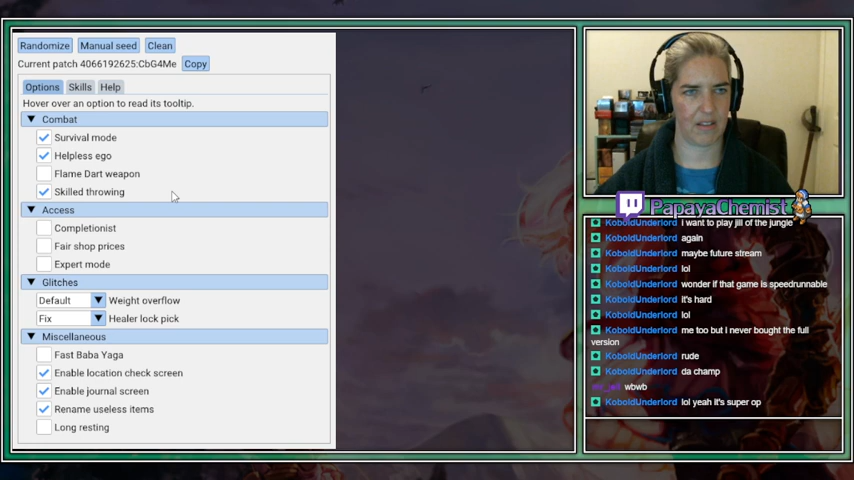 Randomize Manual seed Clean
Current patch 4066192625:CbG4Me Copy
Options Skills Help
Hover over an option to read its tooltip.
Combat
Survival mode
Helpless ego
Flame Dart weapon
Skilled throwing
Access
Completionist
Fair shop prices
Expert mode
Glitches
Default Weight overflow
Fix Healer lock pick
Miscellaneous
Fast Baba Yaga
Enable location check screen
Enable journal screen
Rename useless items
Long resting
PapayaChemist
KoboldUnderlord i want to play jill of the jungle
KoboldUnderlord again
KoboldUnderlord maybe future stream
KoboldUnderlord lol
KoboldUnderlord wonder if that game is speedrunnable
KoboldUnderlord it's hard
KoboldUnderlord lol
KoboldUnderlord me too but I never bought the full
version
KoboldUnderlord rude
KoboldUnderlord da champ
wbwb
KoboldUnderlord lol yeah it's super op